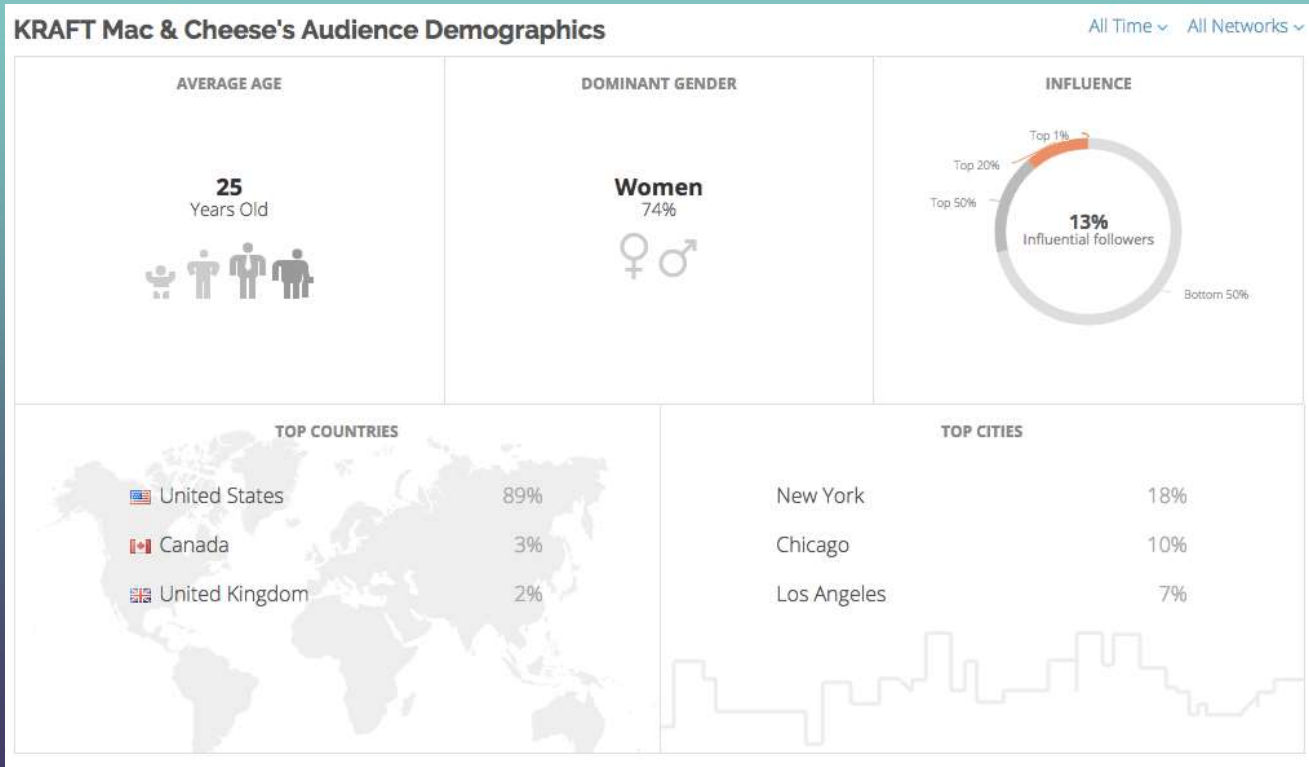 KRAFT Mac & Cheese's Audience Demographics
All Time All Networks
AVERAGE AGE
25
Years Old
DOMINANT GENDER
Women
74%
INFLUENCE
Top 1%
Top 20%
Top 50%
13%
Influential followers
Bottom 50%
TOP COUNTRIES
United States 89%
Canada 3%
United Kingdom 2%
TOP CITIES
New York 18%
Chicago 10%
Los Angeles 7%